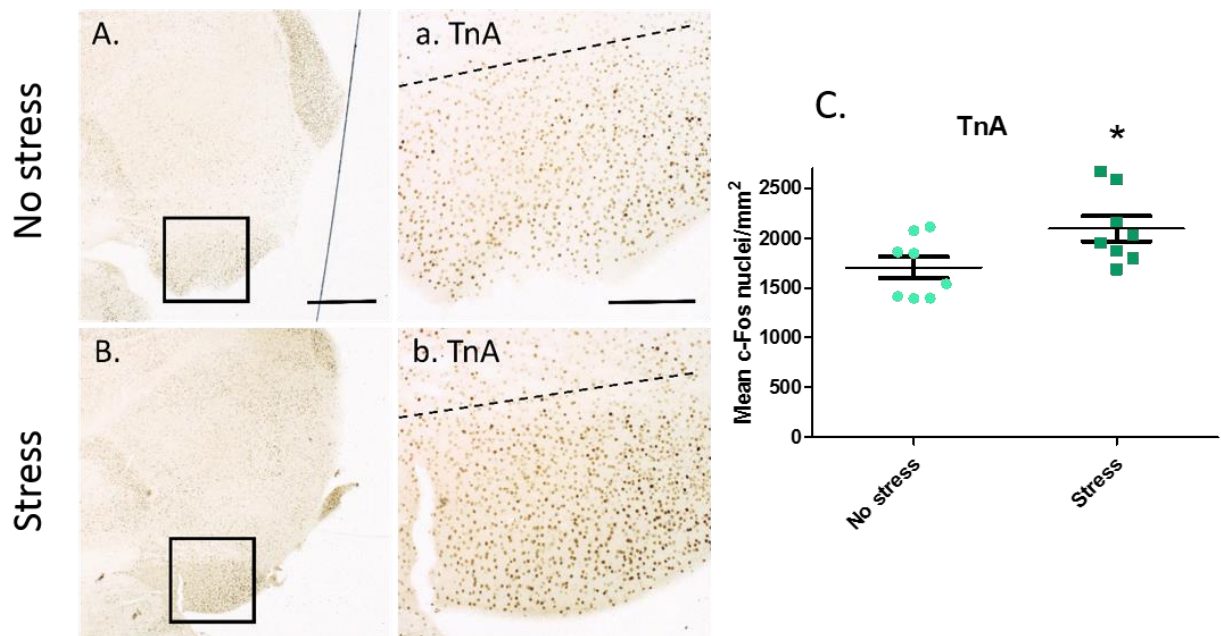 No stress
A.
a. TnA
Stress
B.
b. TnA
C.
TnA
*
Mean c-Fos nuclei/mm²
2500
2000
1500
1000
500
0
No stress
Stress